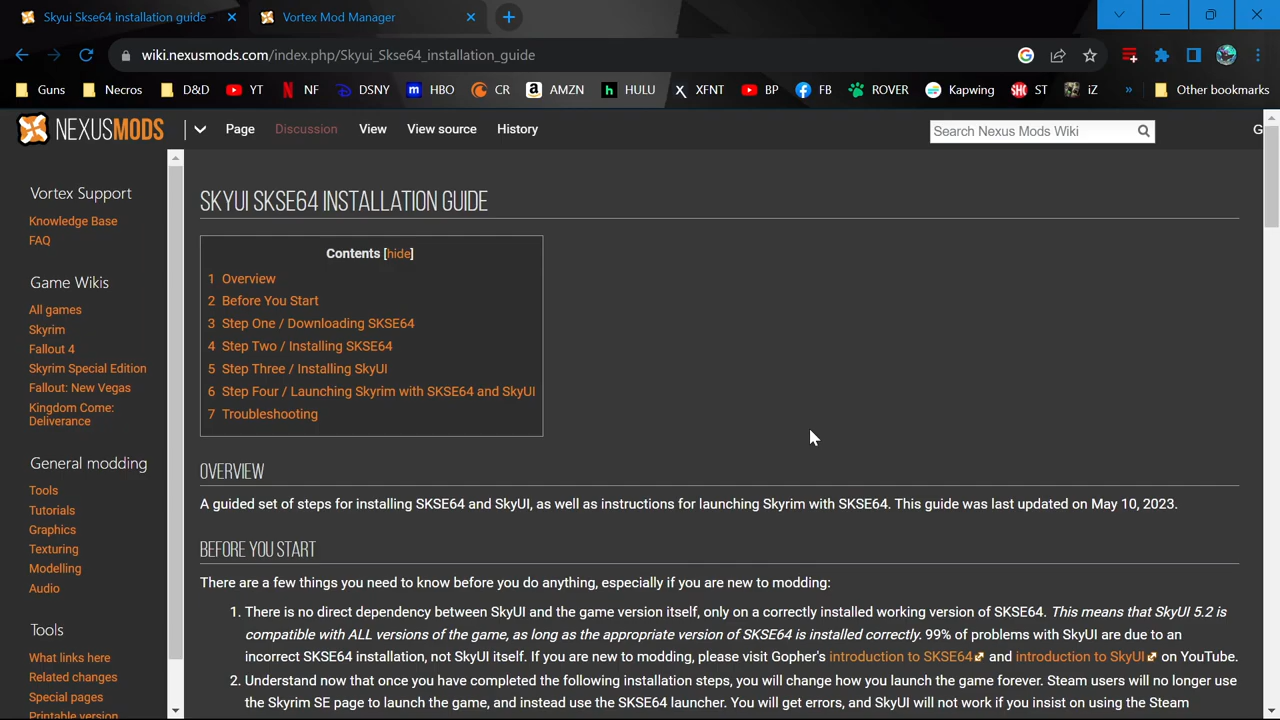 Skyui Skse64 installation guide -
Vortex Mod Manager
wiki.nexusmods.com/index.php/Skyui_Skse64_installation_guide
Guns Necros D&D YT NF DSNY HBO CR AMZN HULU XFNT BP FB ROVER Kapwing ST iZ » Other bookmarks
NEXUSMODS Page Discussion View View source History Search Nexus Mods Wiki G
Vortex Support
Knowledge Base
FAQ
Game Wikis
All games
Skyrim
Fallout 4
Skyrim Special Edition
Fallout: New Vegas
Kingdom Come:
Deliverance
General modding
Tools
Tutorials
Graphics
Texturing
Modelling
Audio
Tools
What links here
Related changes
Special pages
Printable version
SKYUI SKSE64 INSTALLATION GUIDE
Contents [hide]
1 Overview
2 Before You Start
3 Step One / Downloading SKSE64
4 Step Two / Installing SKSE64
5 Step Three / Installing SkyUI
6 Step Four / Launching Skyrim with SKSE64 and SkyUI
7 Troubleshooting
OVERVIEW
A guided set of steps for installing SKSE64 and SkyUI, as well as instructions for launching Skyrim with SKSE64. This guide was last updated on May 10, 2023.
BEFORE YOU START
There are a few things you need to know before you do anything, especially if you are new to modding:
1. There is no direct dependency between SkyUI and the game version itself, only on a correctly installed working version of SKSE64. This means that SkyUI 5.2 is
compatible with ALL versions of the game, as long as the appropriate version of SKSE64 is installed correctly. 99% of problems with SkyUI are due to an
incorrect SKSE64 installation, not SkyUI itself. If you are new to modding, please visit Gopher's introduction to SKSE64 and introduction to SkyUI on YouTube.
2. Understand now that once you have completed the following installation steps, you will change how you launch the game forever. Steam users will no longer use
the Skyrim SE page to launch the game, and instead use the SKSE64 launcher. You will get errors, and SkyUI will not work if you insist on using the Steam